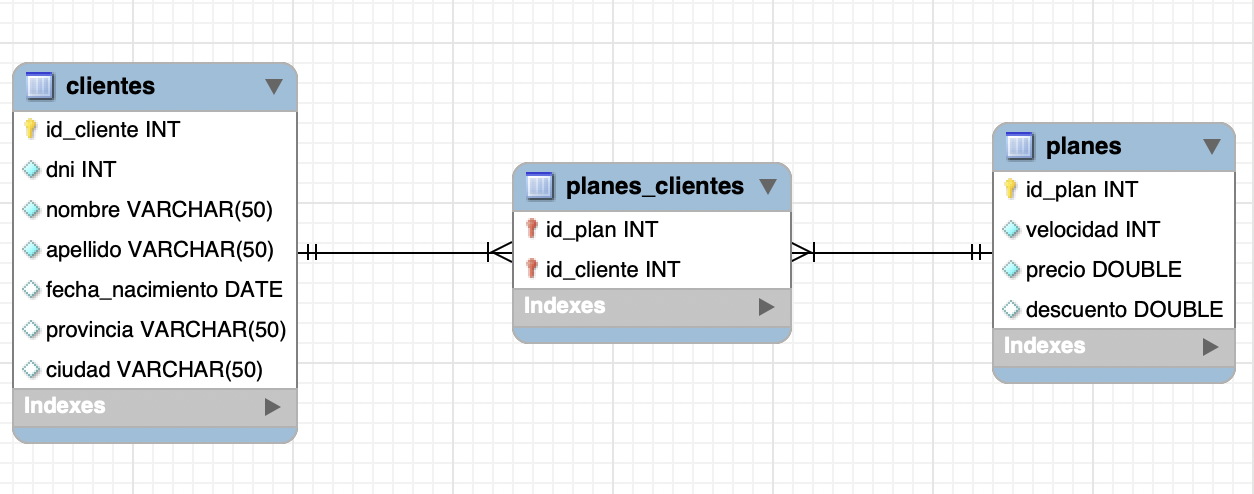 clientes
id_cliente INT
dni INT
nombre VARCHAR(50)
apellido VARCHAR(50)
fecha_nacimiento DATE
provincia VARCHAR(50)
ciudad VARCHAR(50)
Indexes
planes_clientes
id_plan INT
id_cliente INT
Indexes
planes
id_plan INT
velocidad INT
precio DOUBLE
descuento DOUBLE
Indexes